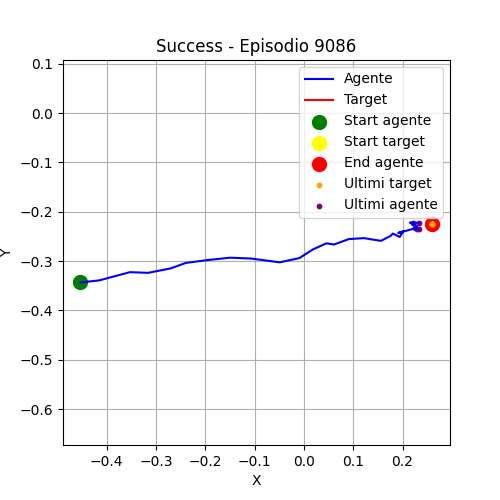 Success - Episodio 9086
Agente
Target
Start agente
Start target
End agente
Ultimi target
Ultimi agente
0.1
0.0
−0.1
−0.2
−0.3
−0.4
−0.5
−0.6
Y
−0.4
−0.3
−0.2
−0.1
0.0
0.1
0.2
X